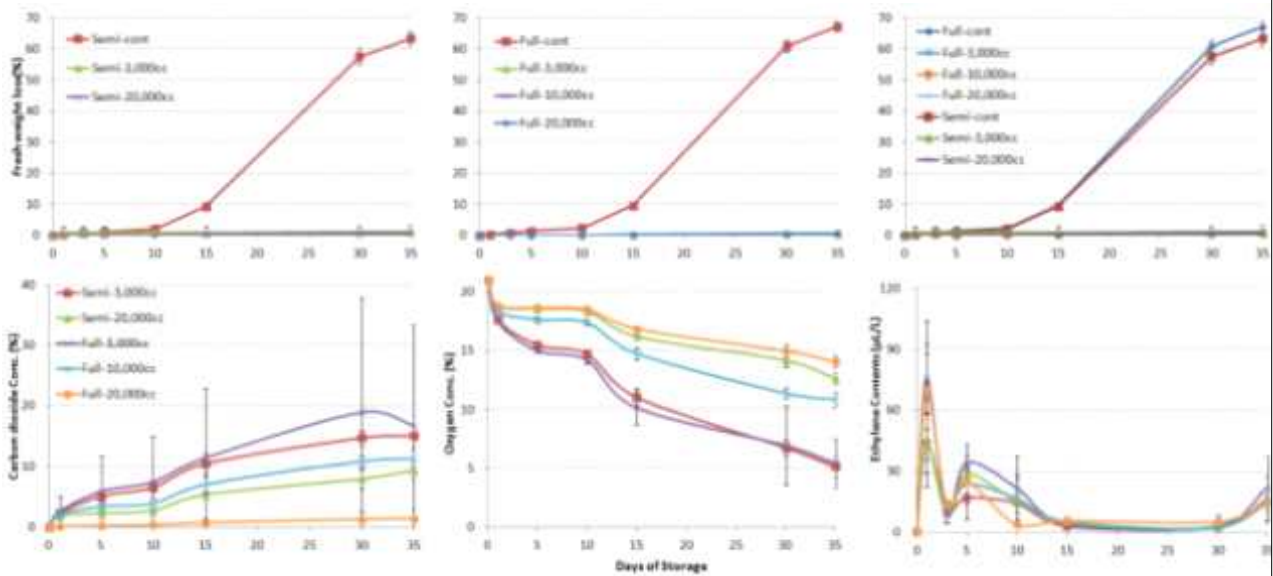 70
60
50
40
30
20
10
0
Fresh weight loss(%)
Semi-cont
Semi-3,000cc
Semi-20,000cc
0 5 10 15 20 25 30 35
70
60
50
40
30
20
10
0
Full-cont
Full-3,000cc
Full-10,000cc
Full-20,000cc
0 5 10 15 20 25 30 35
70
60
50
40
30
20
10
0
Full-cont
Full-3,000cc
Full-10,000cc
Full-20,000cc
Semi-cont
Semi-3,000cc
Semi-20,000cc
0 5 10 15 20 25 30 35
40
30
20
10
0
Carbon dioxide Conc. (%)
Semi-3,000cc
Semi-20,000cc
Full-3,000cc
Full-10,000cc
Full-20,000cc
0 5 10 15 20 25 30 35
20
15
10
5
0
Oxygen Conc. (%)
0 5 10 15 20 25 30 35
Days of Storage
120
90
60
30
0
Ethylene Contents (μL/L)
0 5 10 15 20 25 30 35